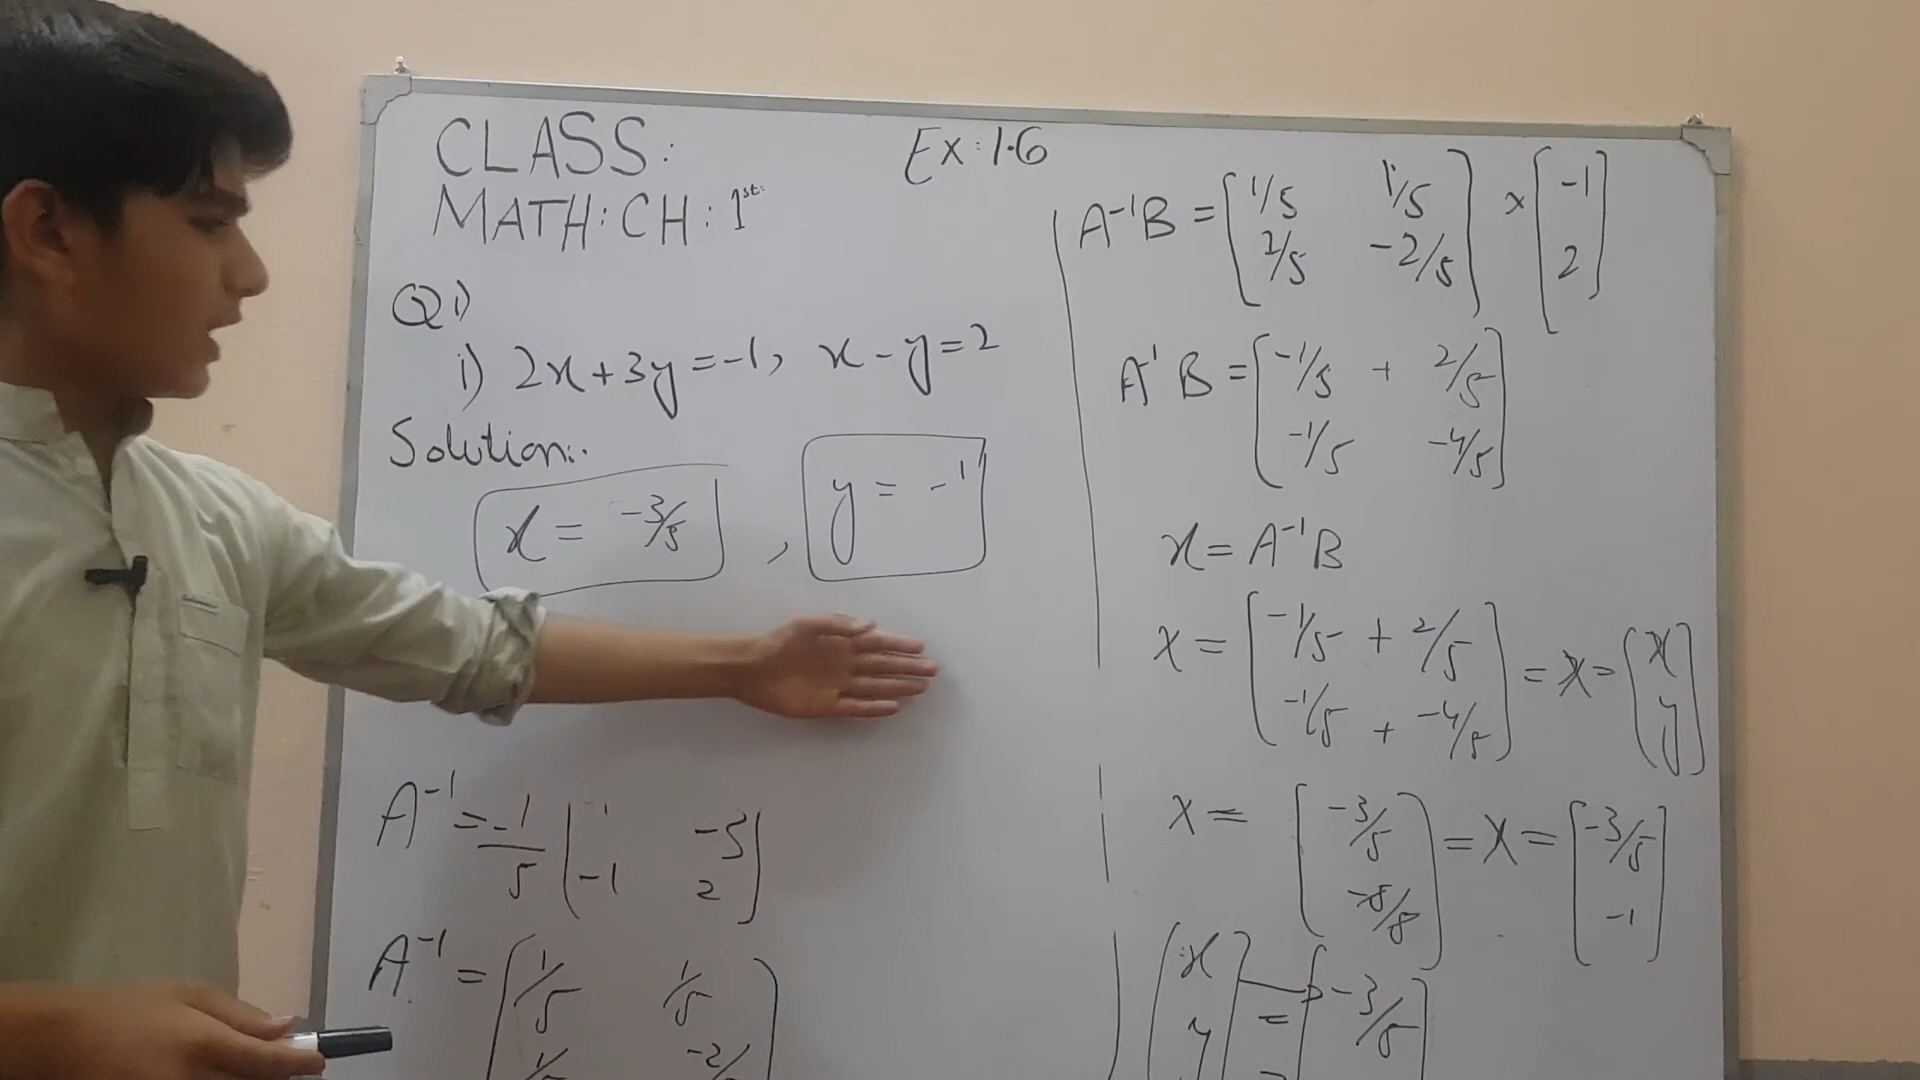 CLASS:
MATH: CH: 1st:
Ex: 1.6
Q1)
i) 2x+3y=-1, x-y=2
Solution:.
x = -3/5 , y = -1
A⁻¹ = -1/5 [1 -3
-1 2]
A⁻¹ = [1/5 1/5
-2/
A⁻¹B = [1/5 1/5
2/5 -2/5] × [-1
2]
A⁻¹B = [-1/5 + 2/5
-1/5 -4/5]
x = A⁻¹B
X = [-1/5 + 2/5
-1/5 + -4/5] = X = [x
y]
X = [-3/5
-5/5] = X = [-3/5
-1]
[x
y = [-3/5